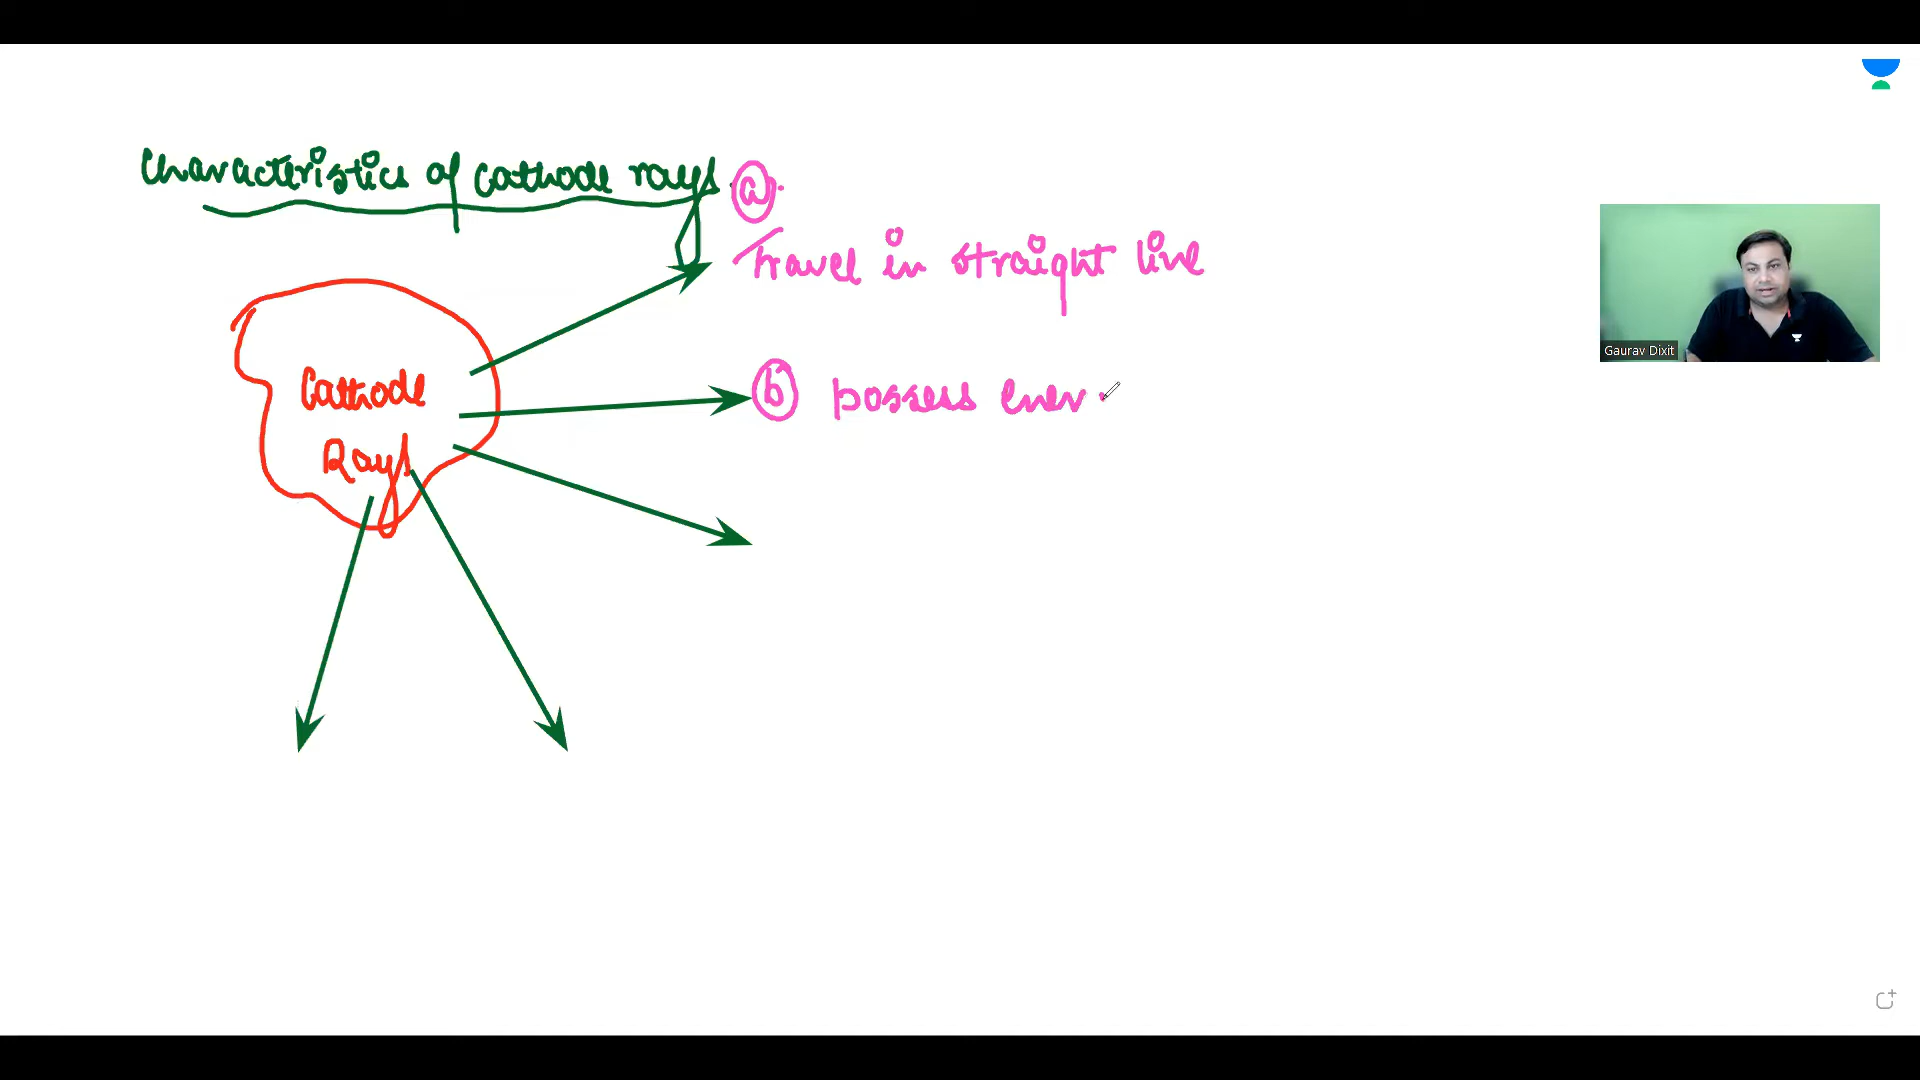 Characteristics of cathode rays
(a)
Travel in straight line
Cathode
Rays
(b) possess ener
Gaurav Dixit